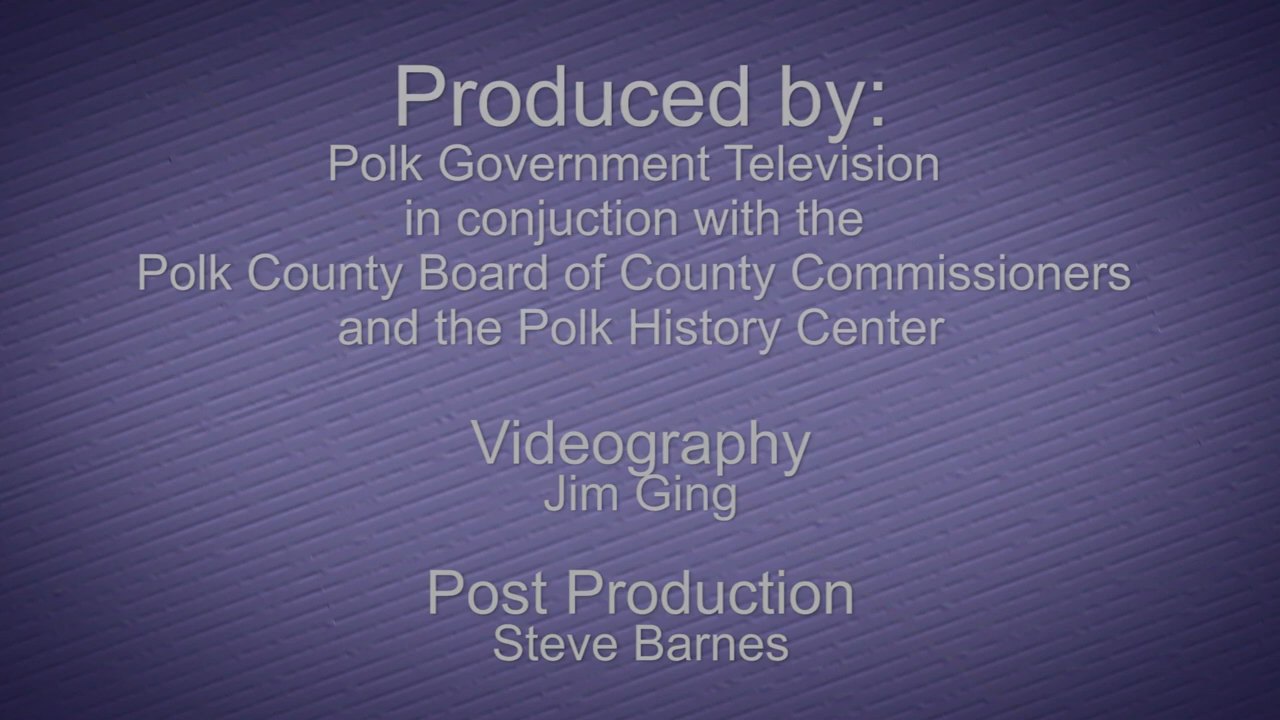 Produced by:
Polk Government Television
in conjuction with the
Polk County Board of County Commissioners
and the Polk History Center
Videography
Jim Ging
Post Production
Steve Barnes